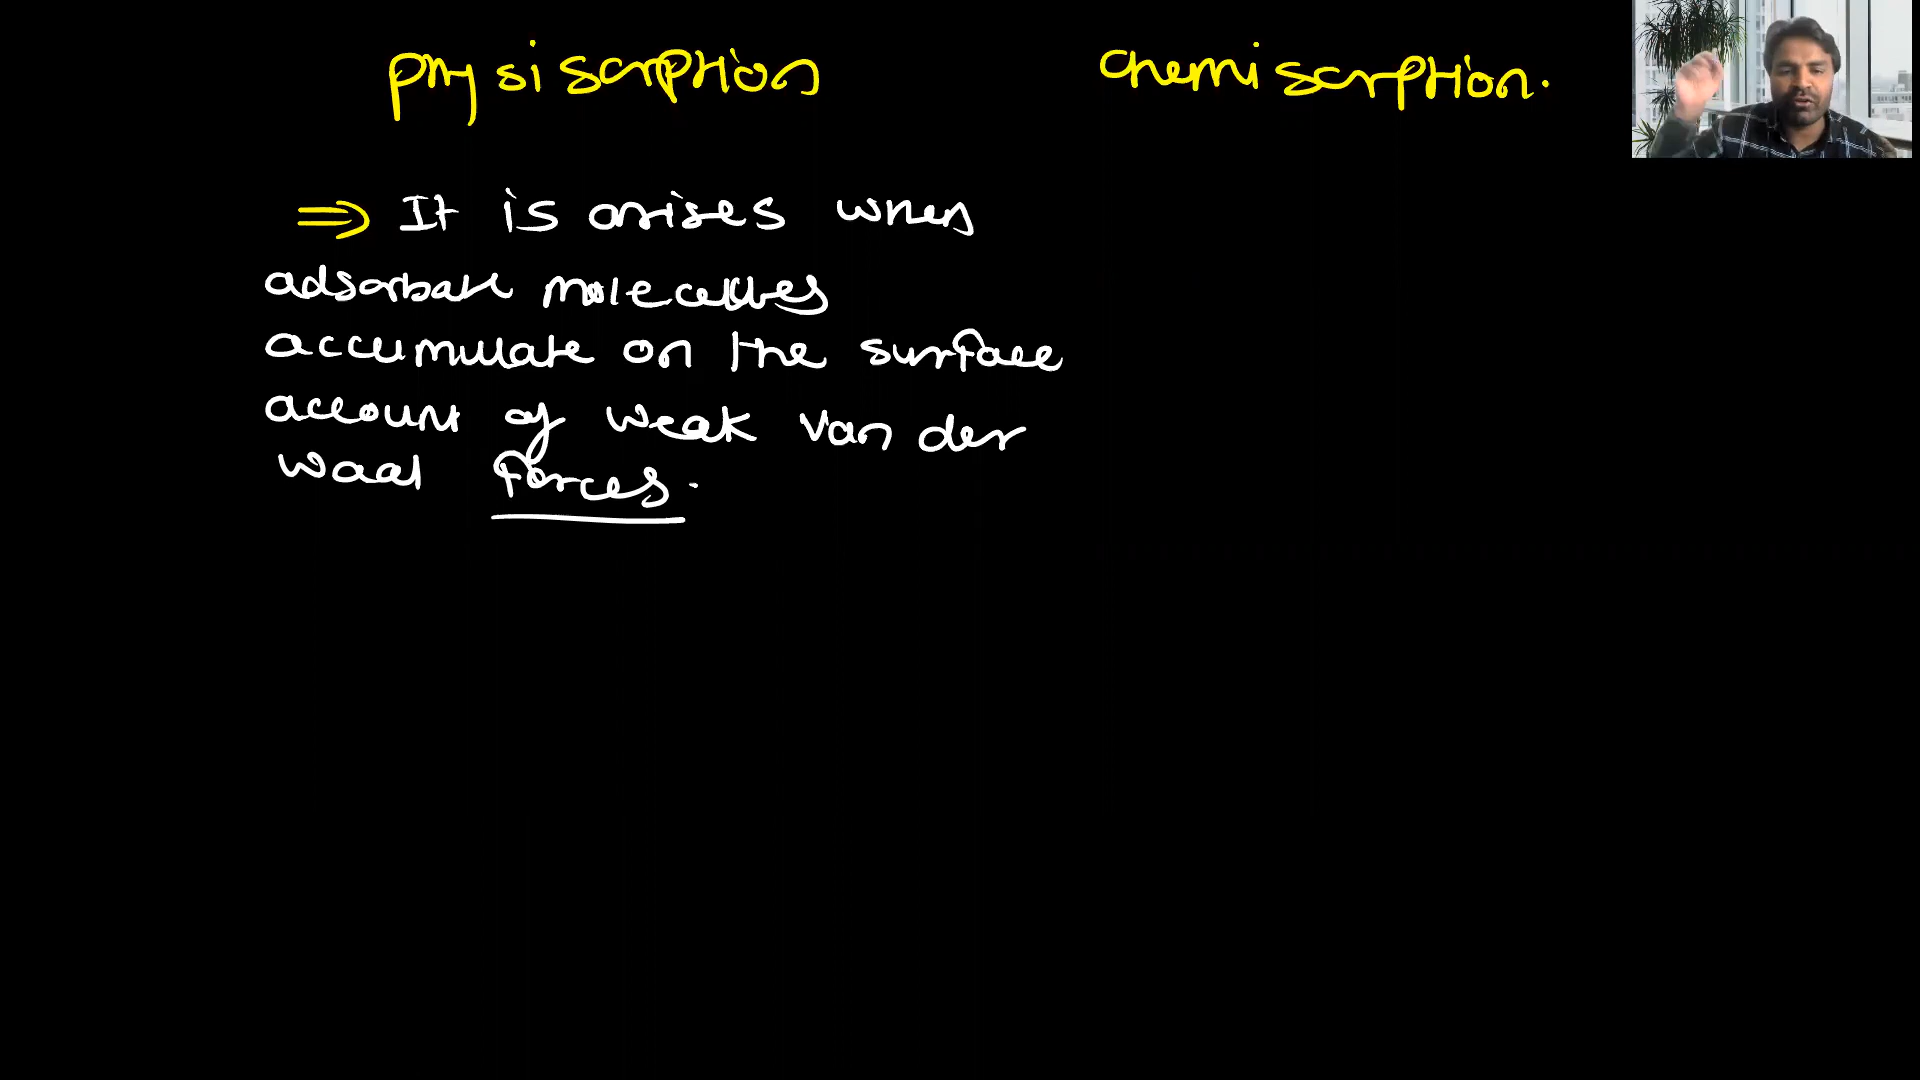 physisorption chemisorption.
⇒ It is arises when
adsorbate molecules
accumulate on the surface
account of weak van der
waal forces.